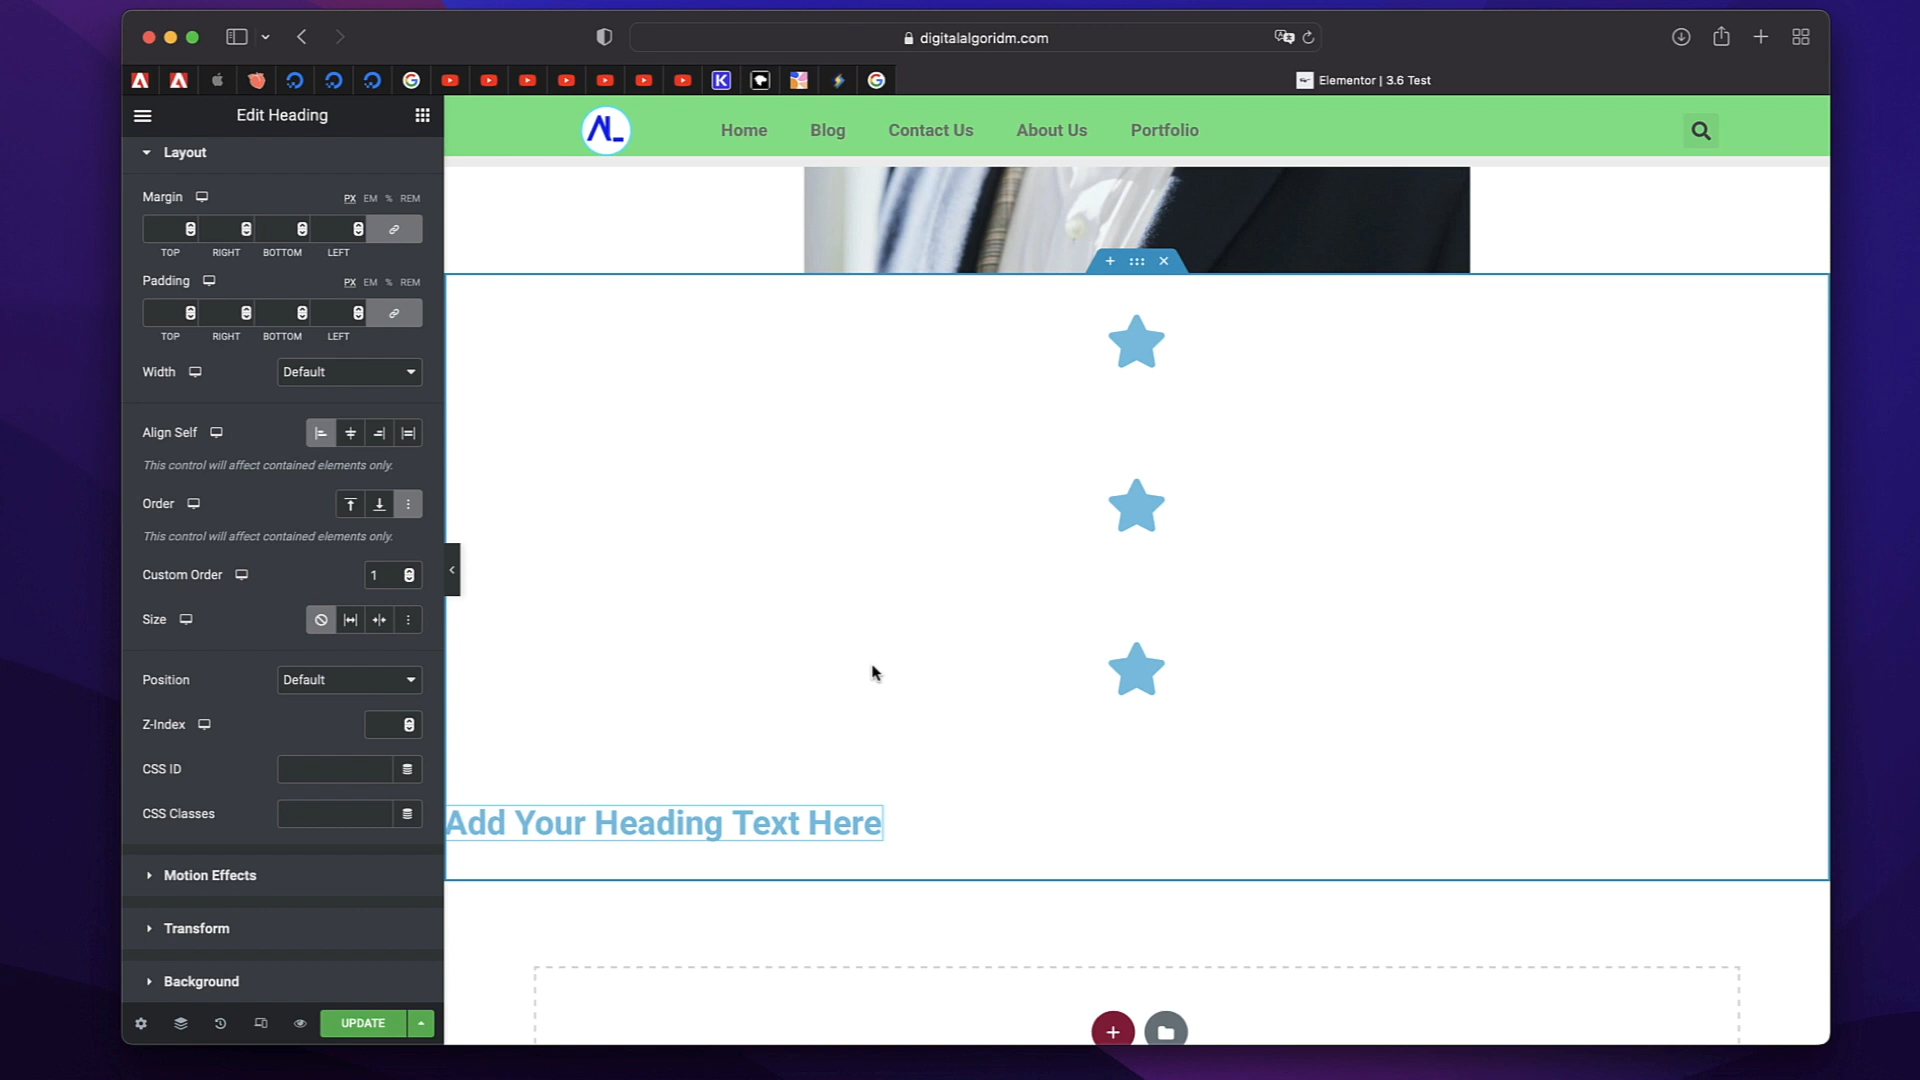 digitalalgoridm.com
K
Elementor | 3.6 Test
Edit Heading
Layout
Margin
PX EM % REM
TOP RIGHT BOTTOM LEFT
Padding
PX EM % REM
TOP RIGHT BOTTOM LEFT
Width
Default
Align Self
This control will affect contained elements only.
Order
This control will affect contained elements only.
Custom Order
1
Size
Position
Default
Z-Index
CSS ID
CSS Classes
Motion Effects
Transform
Background
UPDATE
AL_
Home Blog Contact Us About Us Portfolio
Add Your Heading Text Here